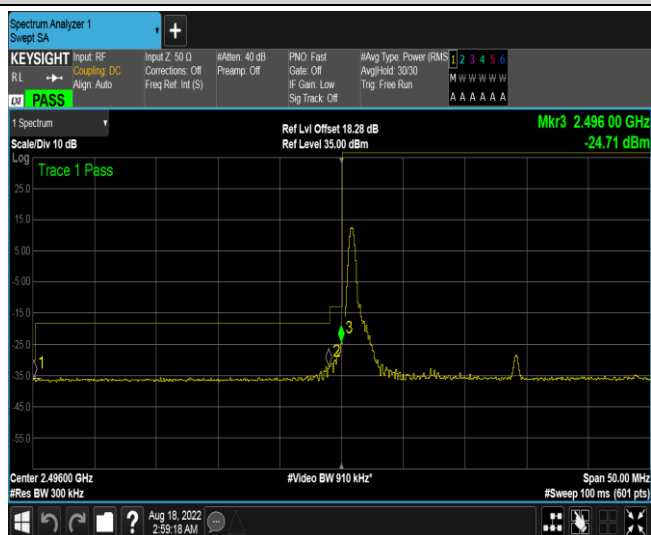 Spectrum Analyzer 1
Swept SA
+
KEYSIGHT Input: RF
RL Coupling: DC
Align: Auto
LXI PASS
Input Z: 50 Ω
Corrections: Off
Freq Ref: Int (S)
#Atten: 40 dB
Preamp: Off
PNO: Fast
Gate: Off
IF Gain: Low
Sig Track: Off
#Avg Type: Power (RMS
Avg|Hold: 30/30
Trig: Free Run
1 2 3 4 5 6
M W W W W W
A A A A A A
1 Spectrum
Scale/Div 10 dB
Ref Lvl Offset 18.28 dB
Ref Level 35.00 dBm
Mkr3 2.496 00 GHz
-24.71 dBm
Log
Trace 1 Pass
25.0
15.0
5.00
-5.00
-15.0
-25.0
-35.0
-45.0
-55.0
1
2
3
Center 2.49600 GHz
#Res BW 300 kHz
#Video BW 910 kHz*
Span 50.00 MHz
#Sweep 100 ms (601 pts)
?
Aug 18, 2022
2:59:18 AM